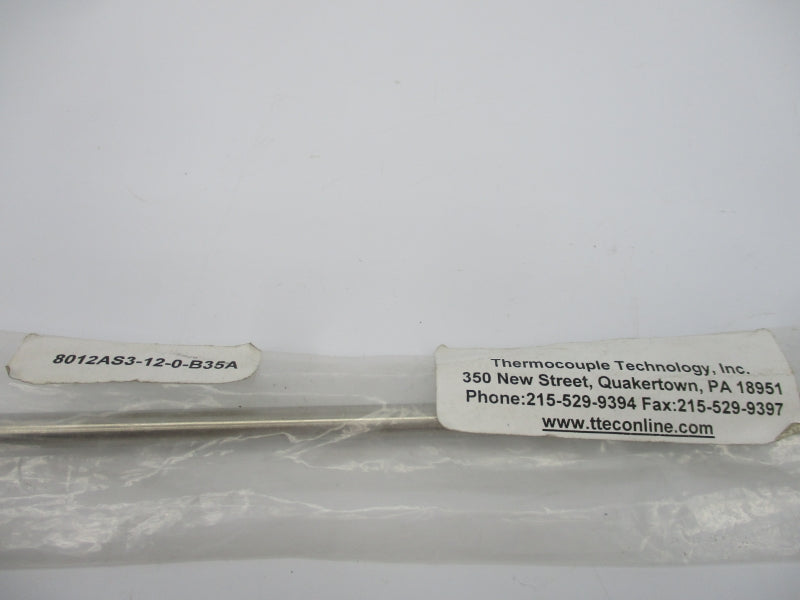 8012AS3-12-0-B35A
Thermocouple Technology, Inc.
350 New Street, Quakertown, PA 18951
Phone:215-529-9394 Fax:215-529-9397
www.tteconline.com